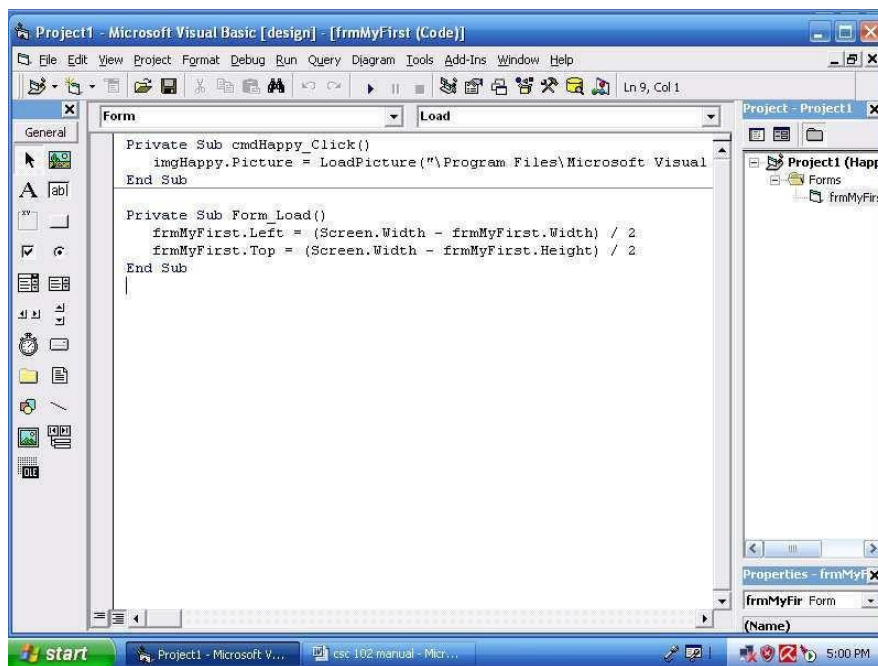 Project1 - Microsoft Visual Basic [design] - [frmMyFirst (Code)]
File Edit View Project Format Debug Run Query Diagram Tools Add-Ins Window Help
Ln 9, Col 1
General
Form
Load
Private Sub cmdHappy_Click()
imgHappy.Picture = LoadPicture("\Program Files\Microsoft Visual
End Sub
Private Sub Form_Load()
frmMyFirst.Left = (Screen.Width - frmMyFirst.Width) / 2
frmMyFirst.Top = (Screen.Width - frmMyFirst.Height) / 2
End Sub
Project - Project1
Project1 (Happ
Forms
frmMyFirs
Properties - frmMyF
frmMyFir Form
(Name)
A
ab
XY
OLE
start
Project1 - Microsoft V...
csc 102 manual - Micr...
5:00 PM